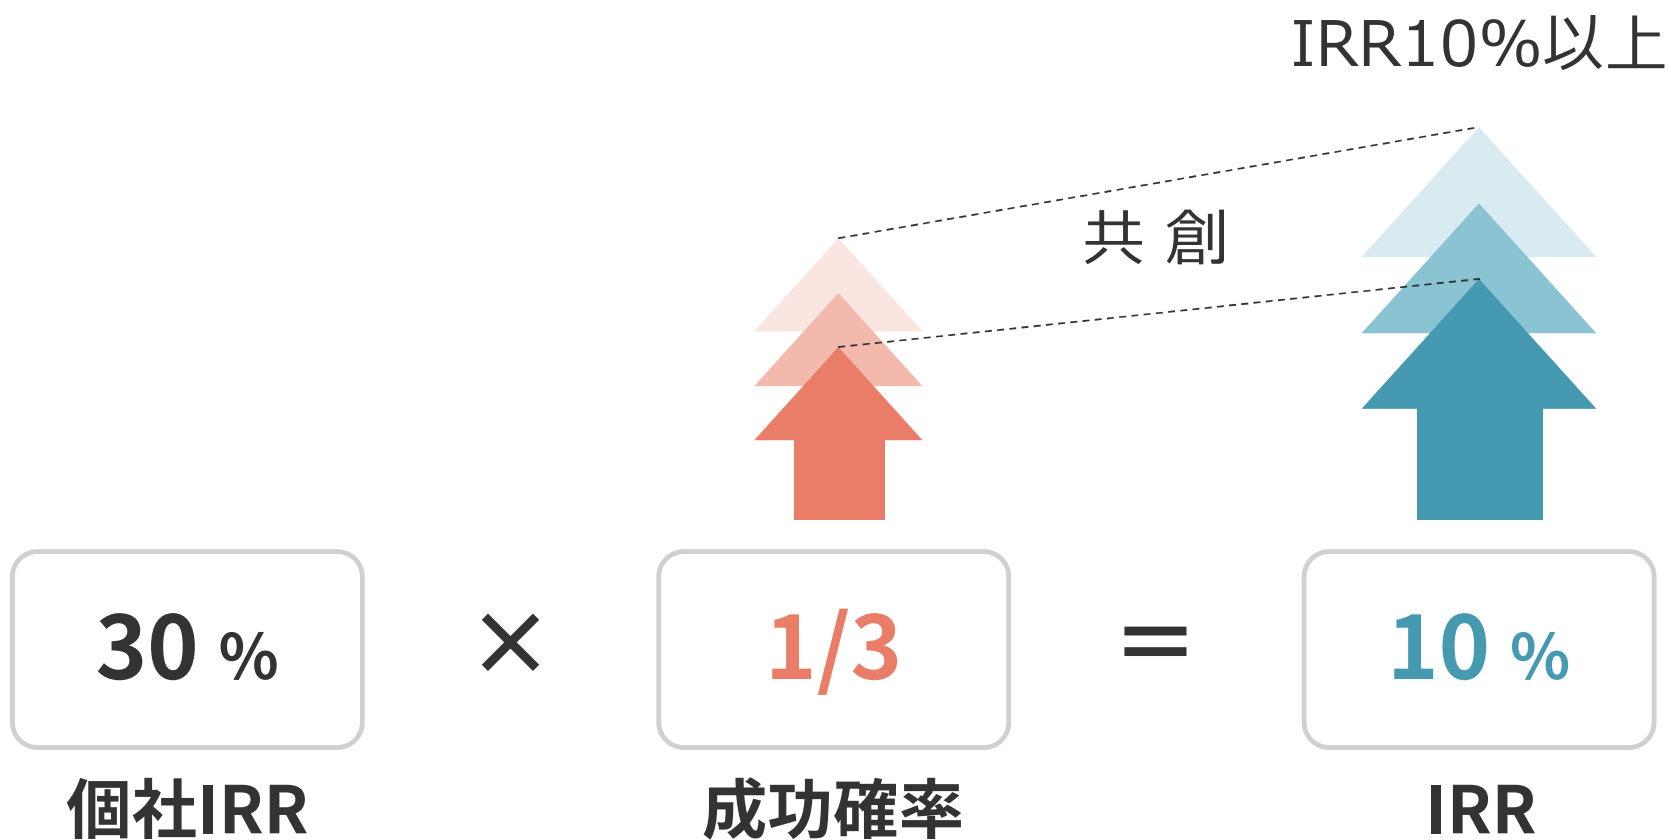 IRR10%以上
共創
30 % × 1/3 = 10 %
個社IRR 成功確率 IRR